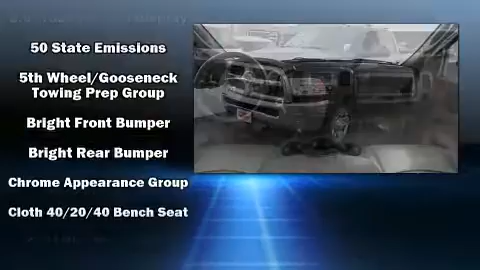 50 State Emissions
5th Wheel/Gooseneck
Towing Prep Group
Bright Front Bumper
Bright Rear Bumper
Chrome Appearance Group
Cloth 40/20/40 Bench Seat